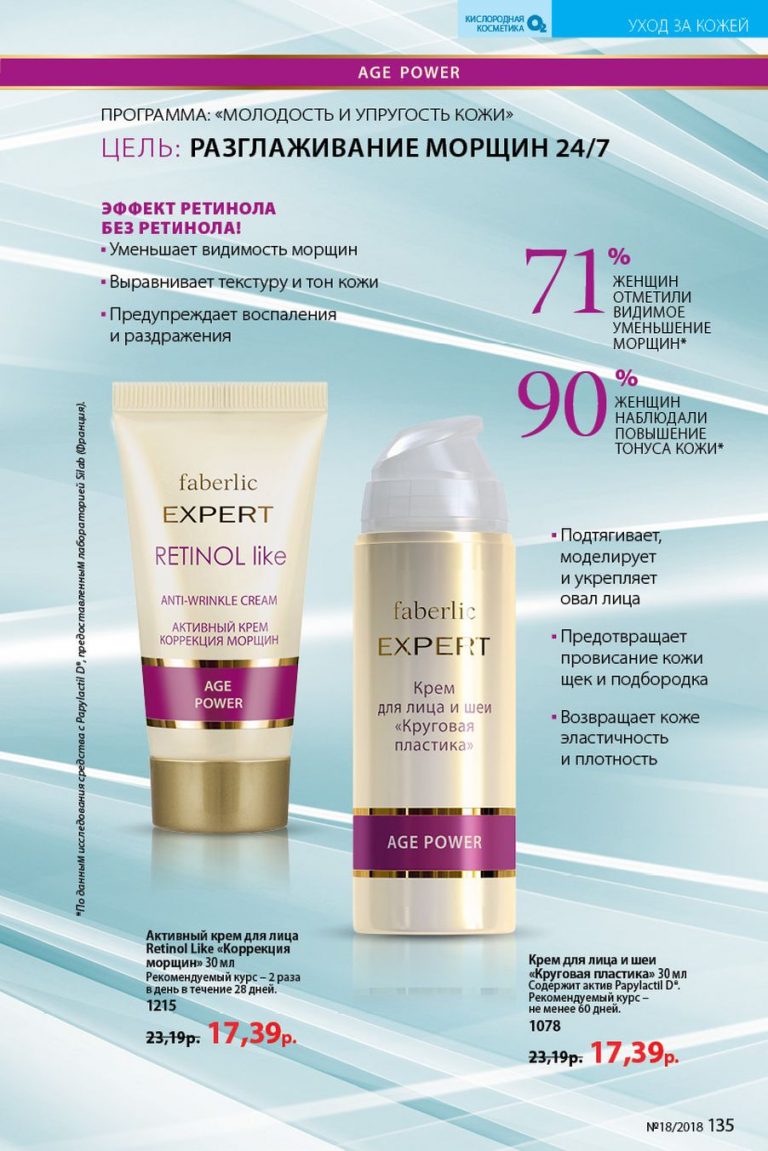 КИСЛОРОДНАЯ
КОСМЕТИКА O2
УХОД ЗА КОЖЕЙ
AGE POWER
ПРОГРАММА: «МОЛОДОСТЬ И УПРУГОСТЬ КОЖИ»
ЦЕЛЬ: РАЗГЛАЖИВАНИЕ МОРЩИН 24/7
ЭФФЕКТ РЕТИНОЛА
БЕЗ РЕТИНОЛА!
▪ Уменьшает видимость морщин
▪ Выравнивает текстуру и тон кожи
▪ Предупреждает воспаления
и раздражения
71%
ЖЕНЩИН
ОТМЕТИЛИ
ВИДИМОЕ
УМЕНЬШЕНИЕ
МОРЩИН*
90%
ЖЕНЩИН
НАБЛЮДАЛИ
ПОВЫШЕНИЕ
ТОНУСА КОЖИ*
*По данным исследования средства с Papylactil D®, предоставленным лабораторией Silab (Франция).
faberlic
EXPERT
RETINOL like
ANTI-WRINKLE CREAM
АКТИВНЫЙ КРЕМ
КОРРЕКЦИЯ МОРЩИН
AGE
POWER
faberlic
EXPERT
Крем
для лица и шеи
«Круговая
пластика»
AGE POWER
▪ Подтягивает,
моделирует
и укрепляет
овал лица
▪ Предотвращает
провисание кожи
щек и подбородка
▪ Возвращает коже
эластичность
и плотность
Активный крем для лица
Retinol Like «Коррекция
морщин» 30 мл
Рекомендуемый курс – 2 раза
в день в течение 28 дней.
1215
23,19р. 17,39р.
Крем для лица и шеи
«Круговая пластика» 30 мл
Содержит актив Papylactil D®.
Рекомендуемый курс –
не менее 60 дней.
1078
23,19р. 17,39р.
№18/2018 135